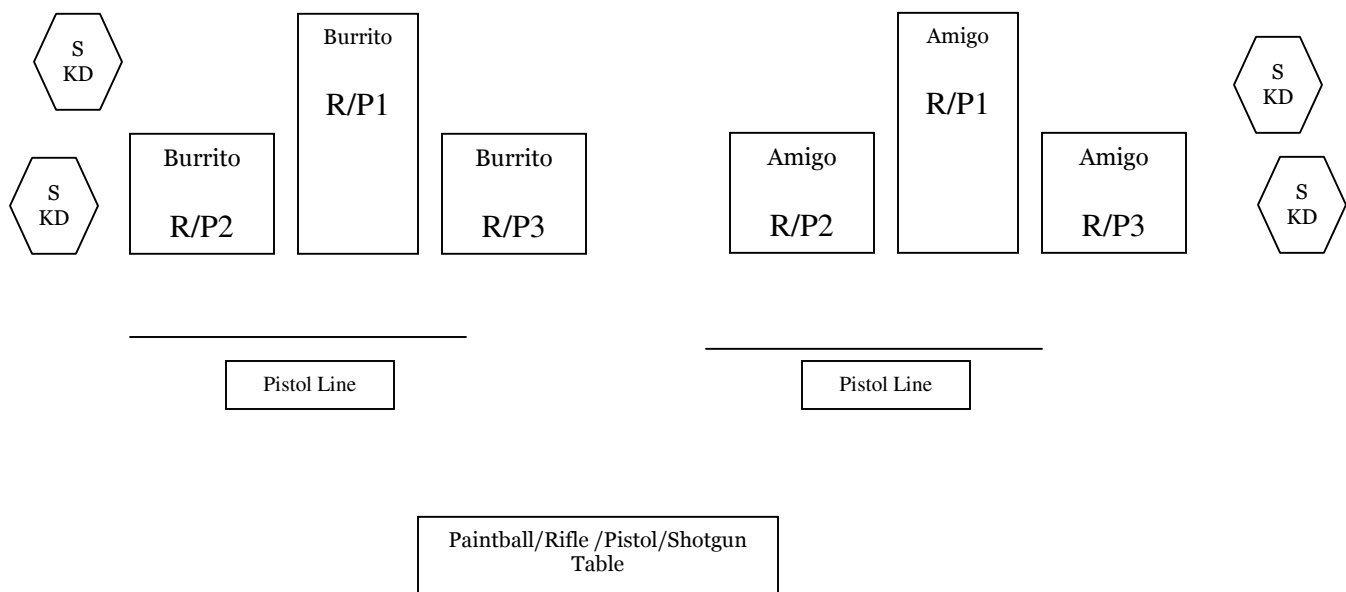 S
KD
Burrito
R/P1
Amigo
R/P1
S
KD
S
KD
Burrito
R/P2
Burrito
R/P3
Amigo
R/P2
Amigo
R/P3
S
KD
Pistol Line
Pistol Line
Paintball/Rifle /Pistol/Shotgun
Table